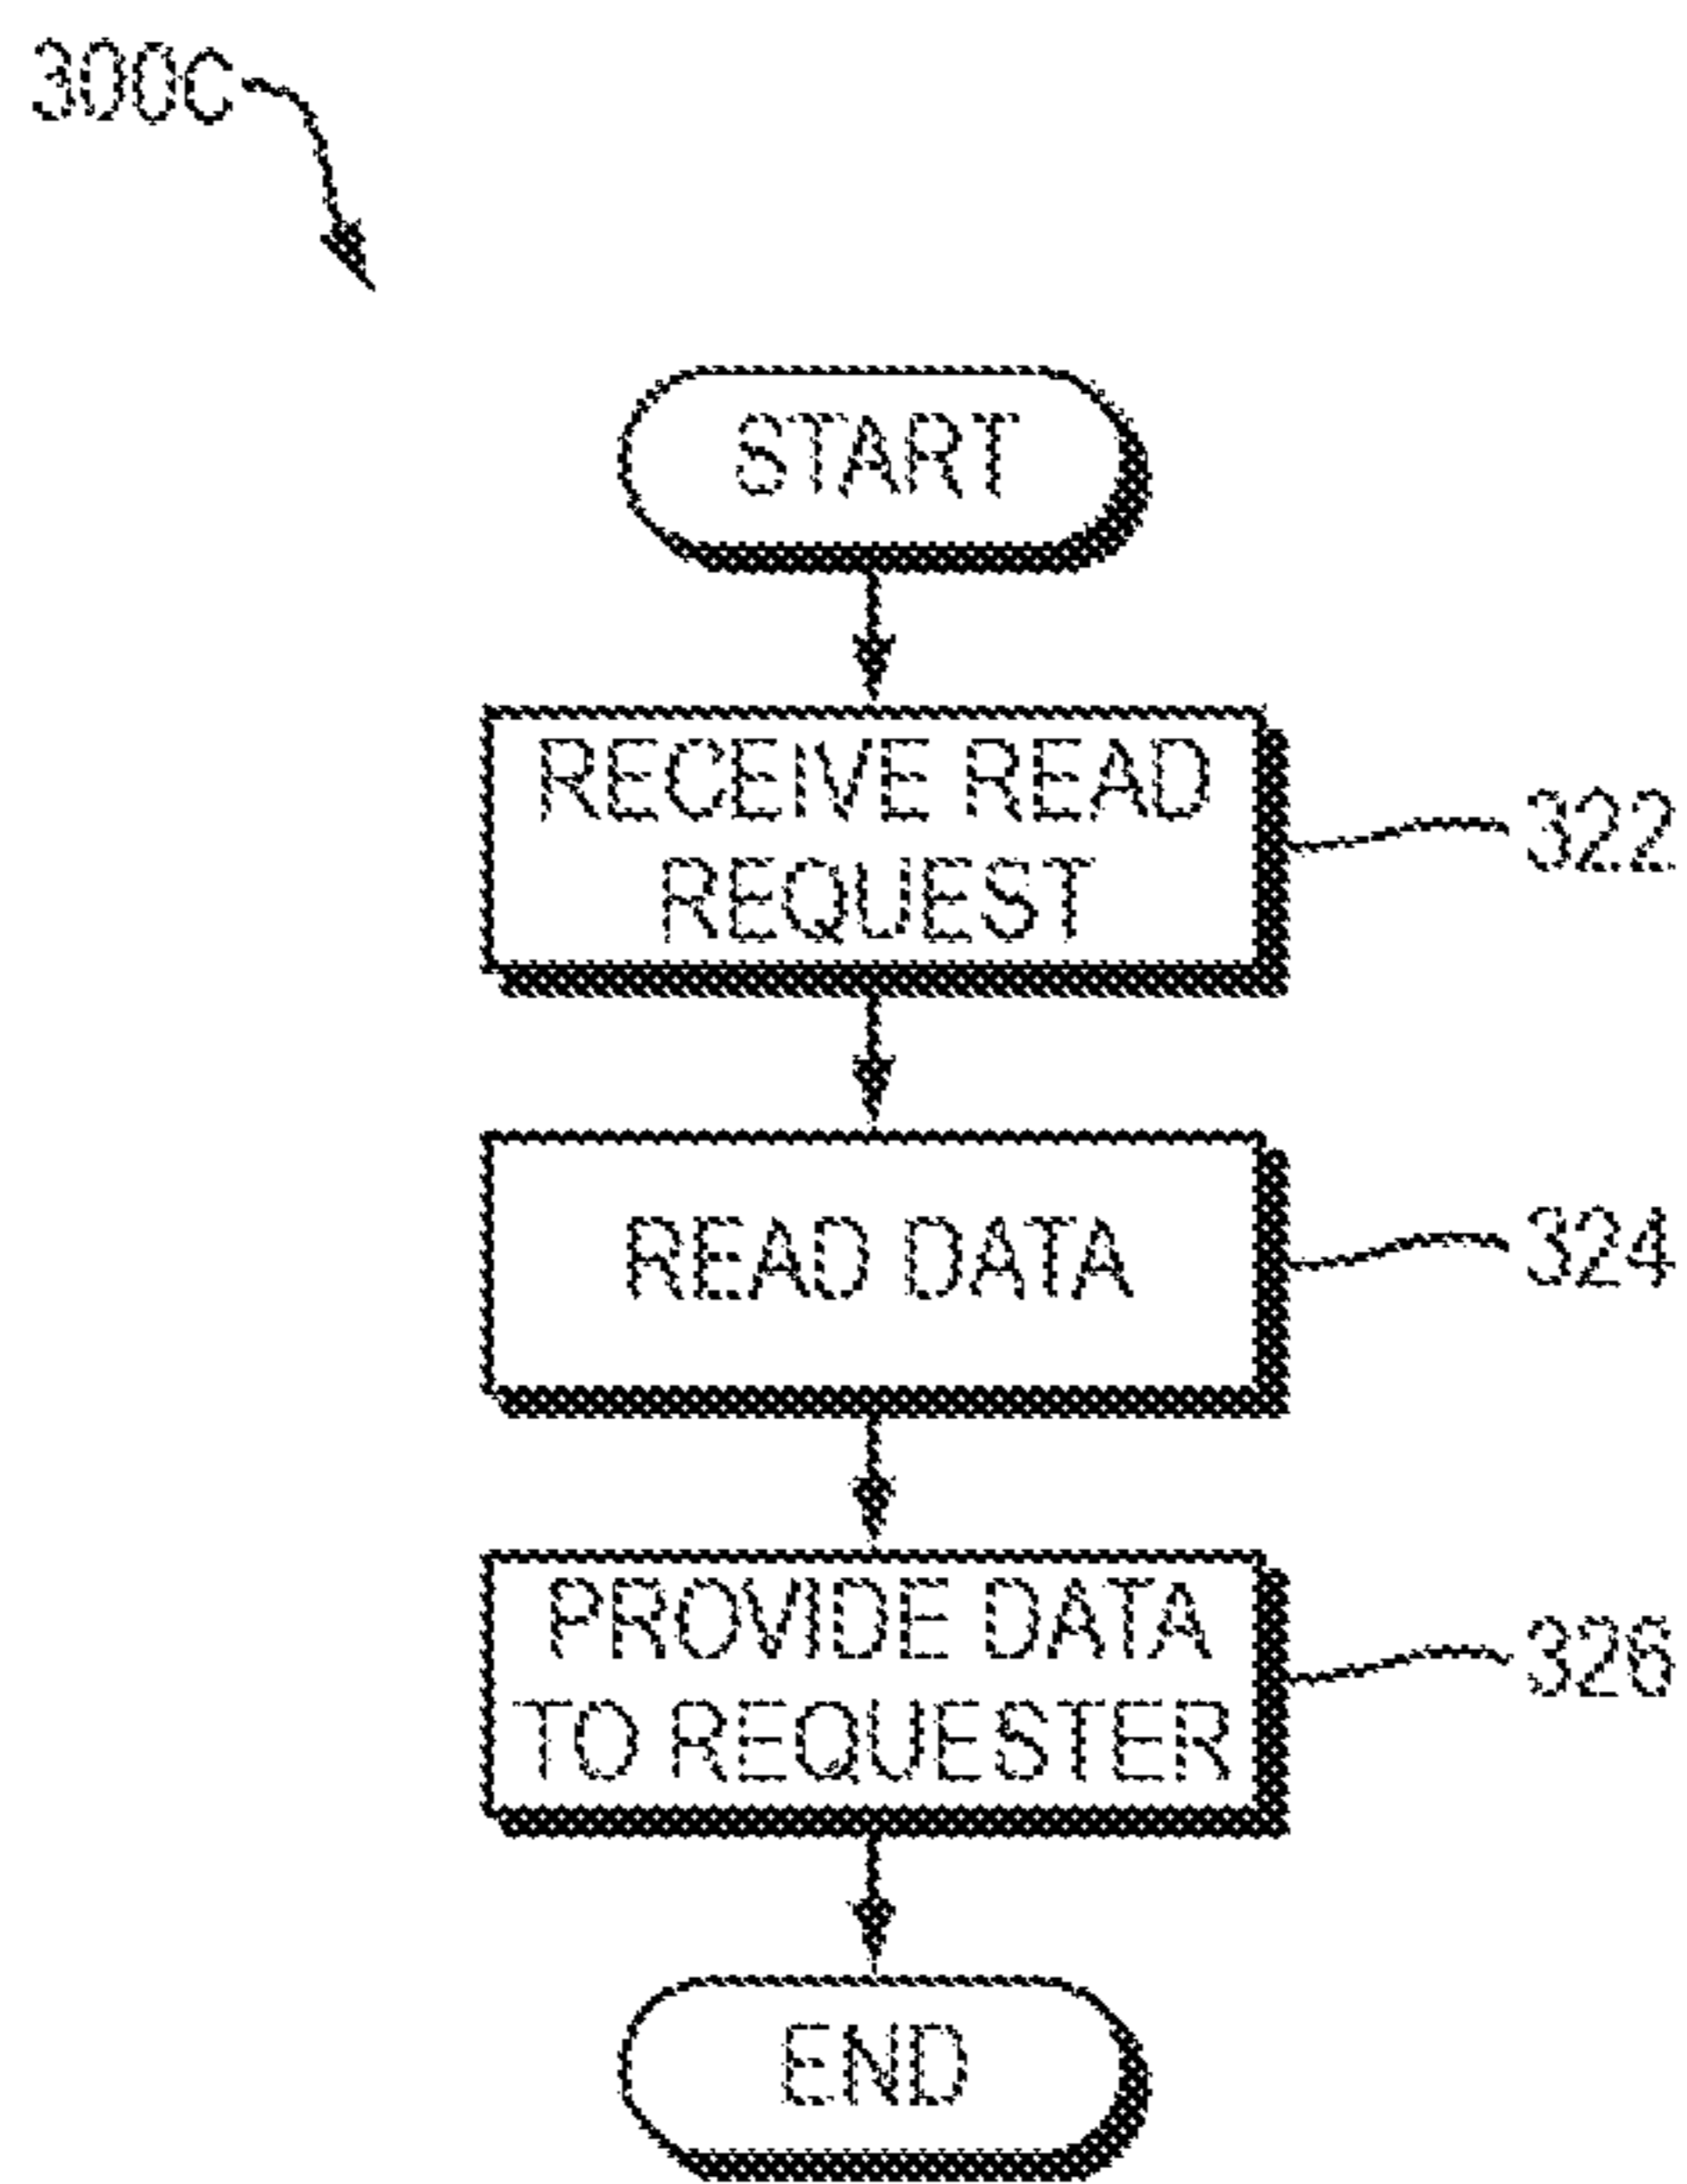 300C
START
RECEIVE READ
REQUEST
322
READ DATA
324
PROVIDE DATA
TO REQUESTER
326
END